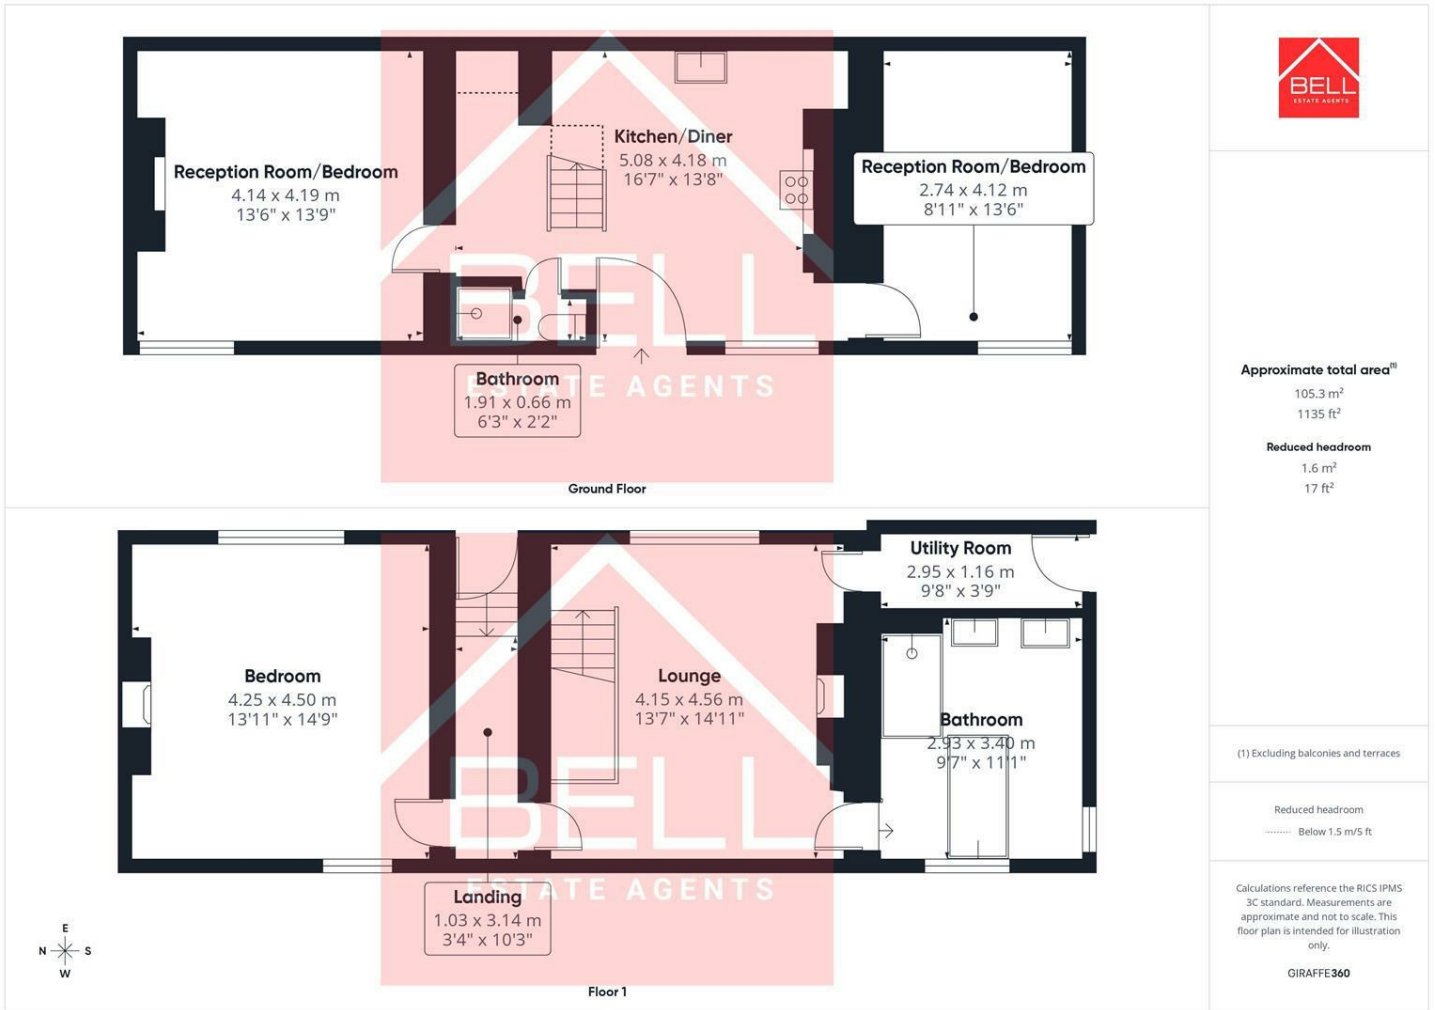 Reception Room/Bedroom
4.14 x 4.19 m
13'6" x 13'9"
Kitchen/Diner
5.08 x 4.18 m
16'7" x 13'8"
Reception Room/Bedroom
2.74 x 4.12 m
8'11" x 13'6"
BELL
ESTATE AGENTS
Bathroom
1.91 x 0.66 m
6'3" x 2'2"
Ground Floor
Bedroom
4.25 x 4.50 m
13'11" x 14'9"
Lounge
4.15 x 4.56 m
13'7" x 14'11"
Utility Room
2.95 x 1.16 m
9'8" x 3'9"
Bathroom
2.93 x 3.40 m
9'7" x 11'1"
BELL
ESTATE AGENTS
Landing
1.03 x 3.14 m
3'4" x 10'3"
Floor 1
E
N S
W
BELL
ESTATE AGENTS
Approximate total area(1)
105.3 m²
1135 ft²
Reduced headroom
1.6 m²
17 ft²
(1) Excluding balconies and terraces
Reduced headroom
Below 1.5 m/5 ft
Calculations reference the RICS IPMS
3C standard. Measurements are
approximate and not to scale. This
floor plan is intended for illustration
only.
GIRAFFE360